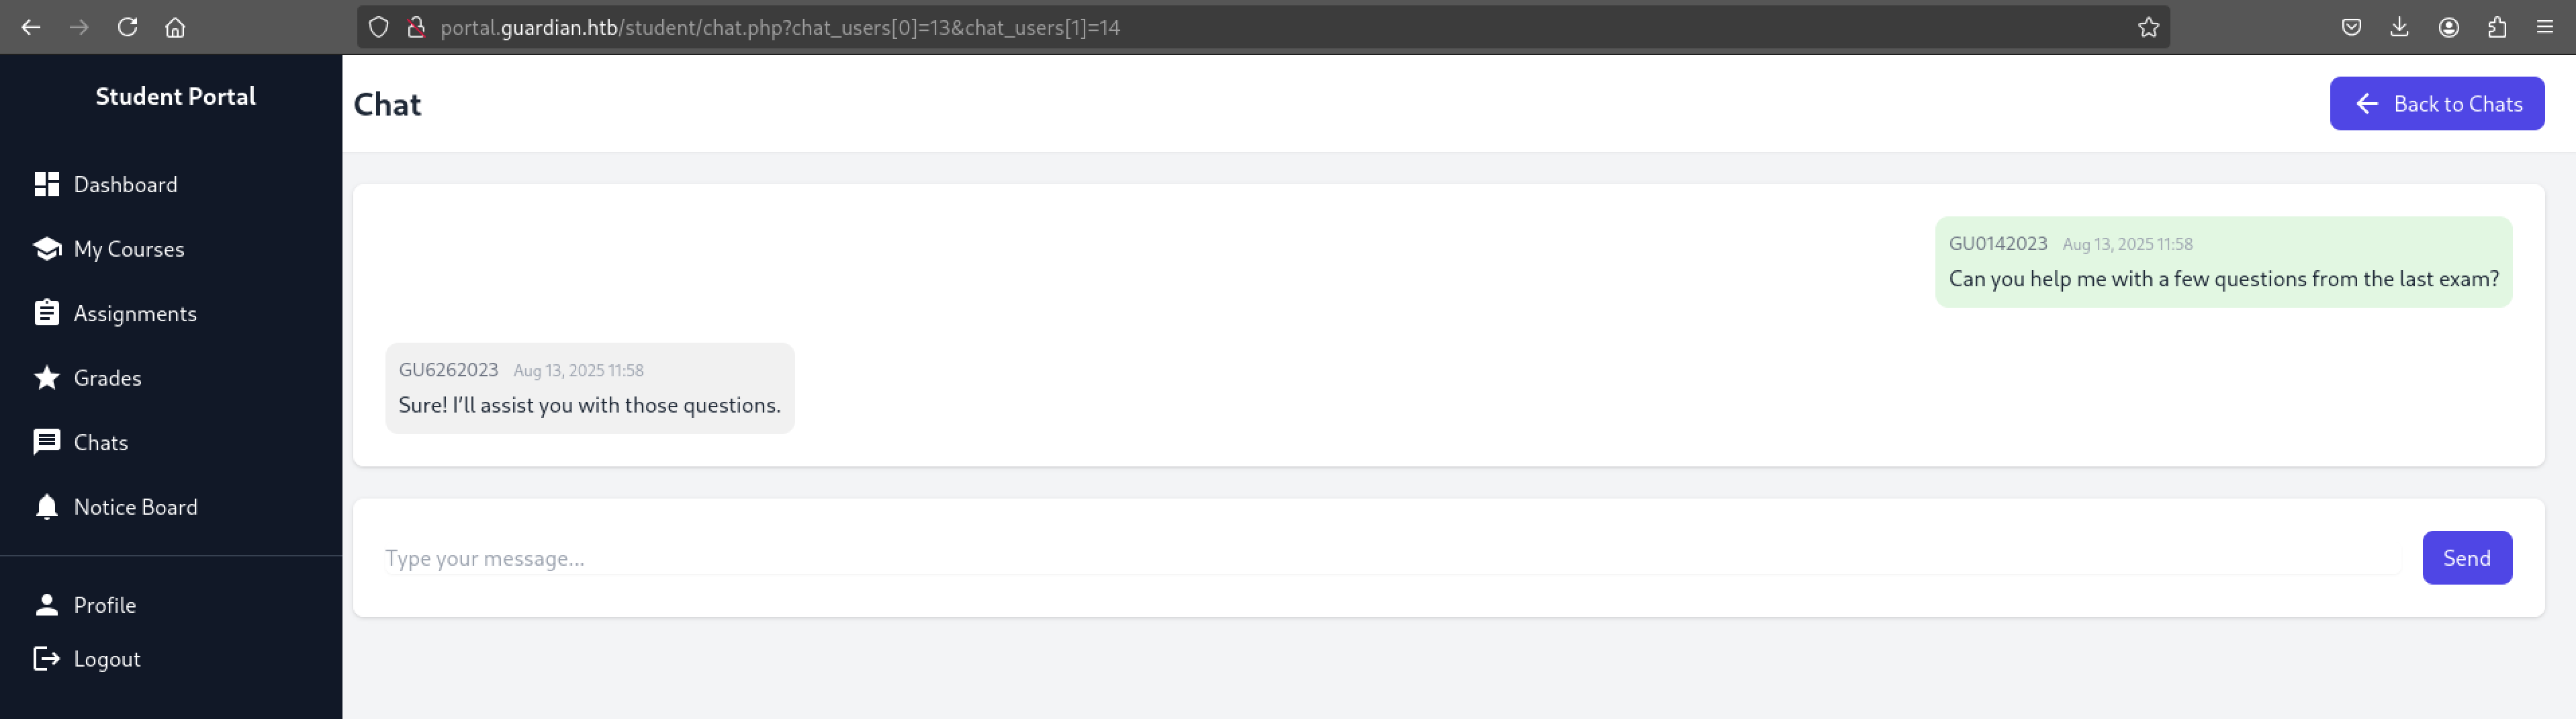 portal.guardian.htb/student/chat.php?chat_users[0]=13&chat_users[1]=14
Student Portal
Dashboard
My Courses
Assignments
Grades
Chats
Notice Board
Profile
Logout
Chat
Back to Chats
GU0142023 Aug 13, 2025 11:58
Can you help me with a few questions from the last exam?
GU6262023 Aug 13, 2025 11:58
Sure! I'll assist you with those questions.
Type your message...
Send